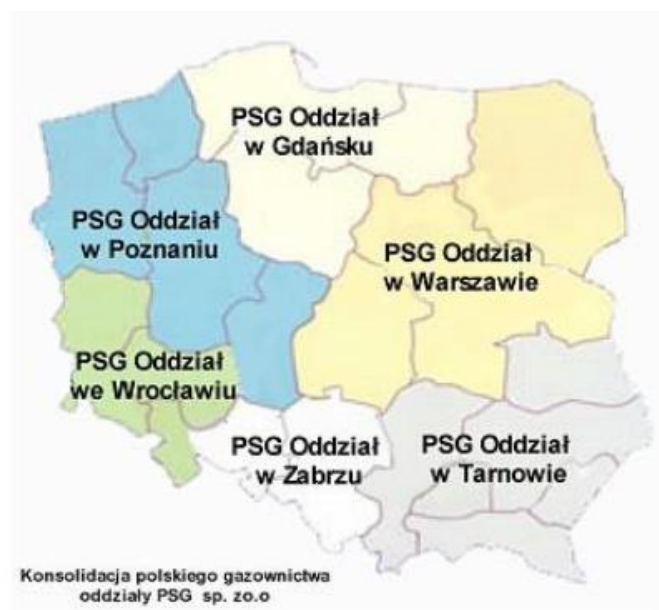 PSG Oddział
w Gdańsku
PSG Oddział
w Poznaniu
PSG Oddział
w Warszawie
PSG Oddział
we Wrocławiu
PSG Oddział
w Zabrzu
PSG Oddział
w Tarnowie
Konsolidacja polskiego gazownictwa
oddziały PSG sp. zo.o